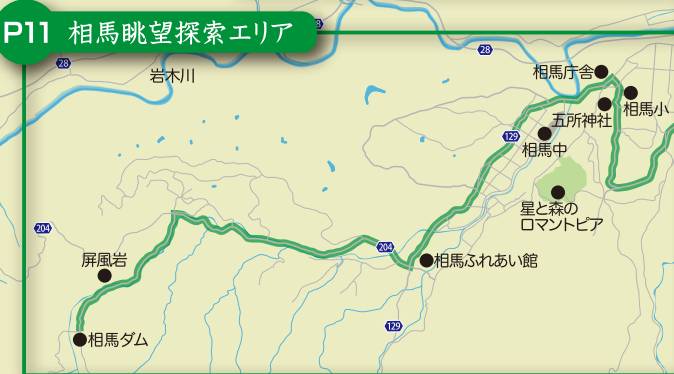 P11 相馬眺望探索エリア
28
28
28
岩木川
相馬庁舎
相馬小
五所神社
129
相馬中
星と森の
ロマントピア
204
204
屏風岩
相馬ふれあい館
129
相馬ダム